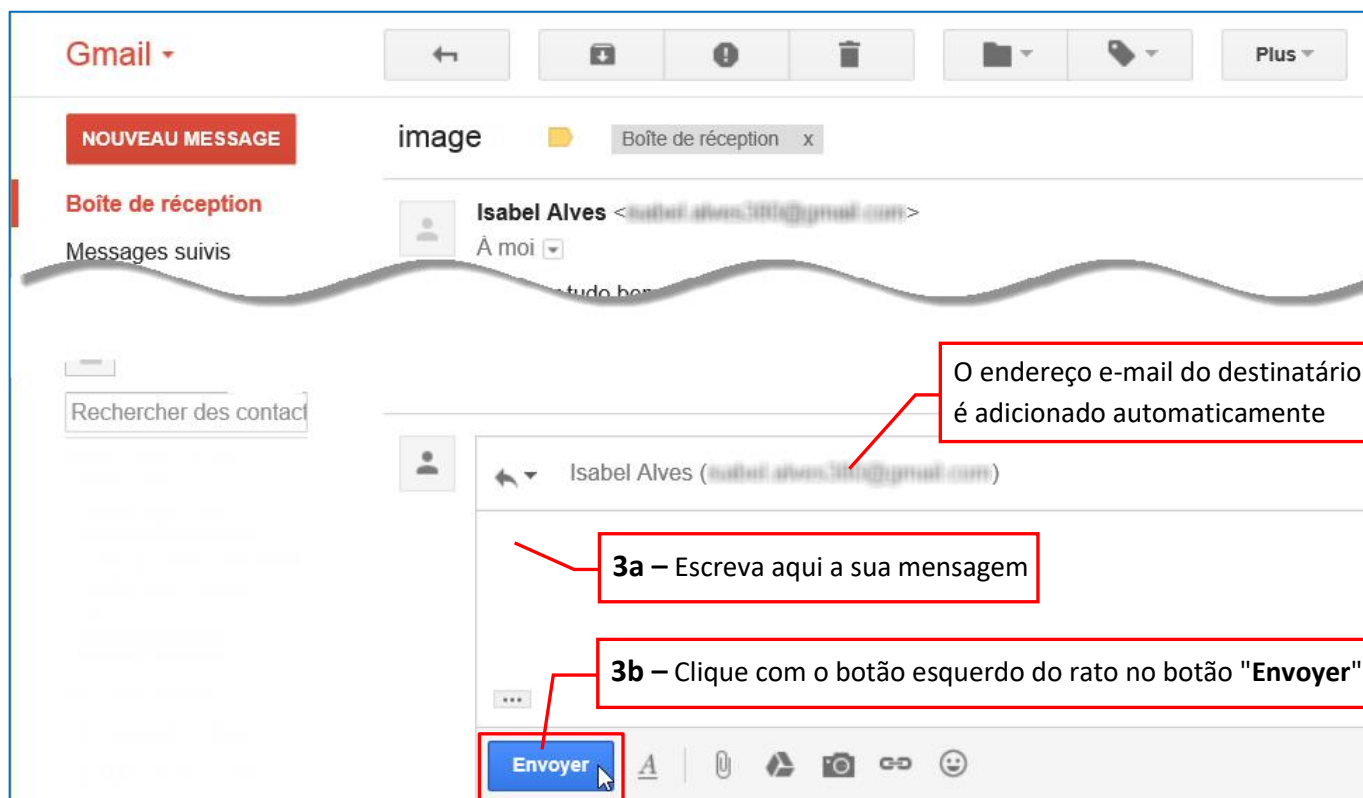 Gmail
Plus
NOUVEAU MESSAGE
image
Boîte de réception x
Boîte de réception
Isabel Alves < >
Messages suivis
À moi
tudo
O endereço e-mail do destinatário
é adicionado automaticamente
Rechercher des contact
Isabel Alves ( )
3a – Escreva aqui a sua mensagem
3b – Clique com o botão esquerdo do rato no botão "Envoyer"
Envoyer A